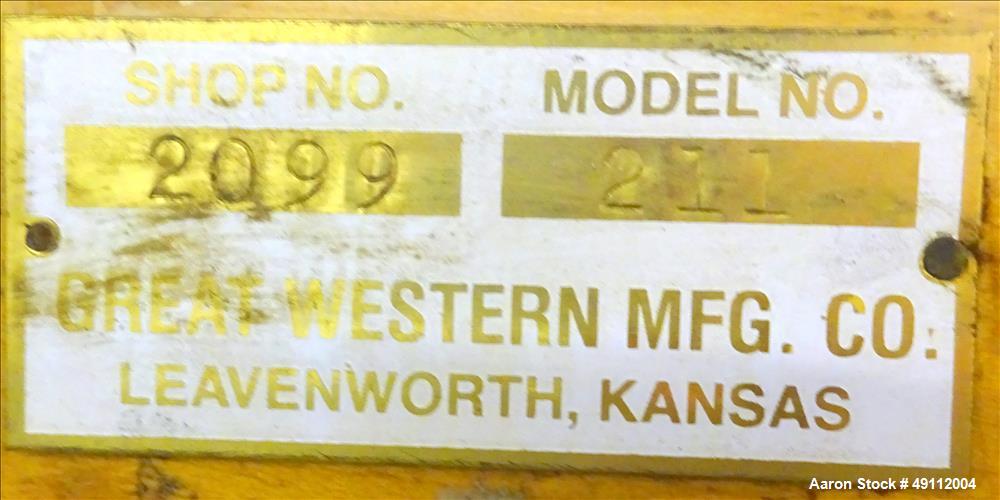 SHOP NO. MODEL NO.
2099 211
GREAT WESTERN MFG. CO.
LEAVENWORTH, KANSAS
Aaron Stock # 49112004